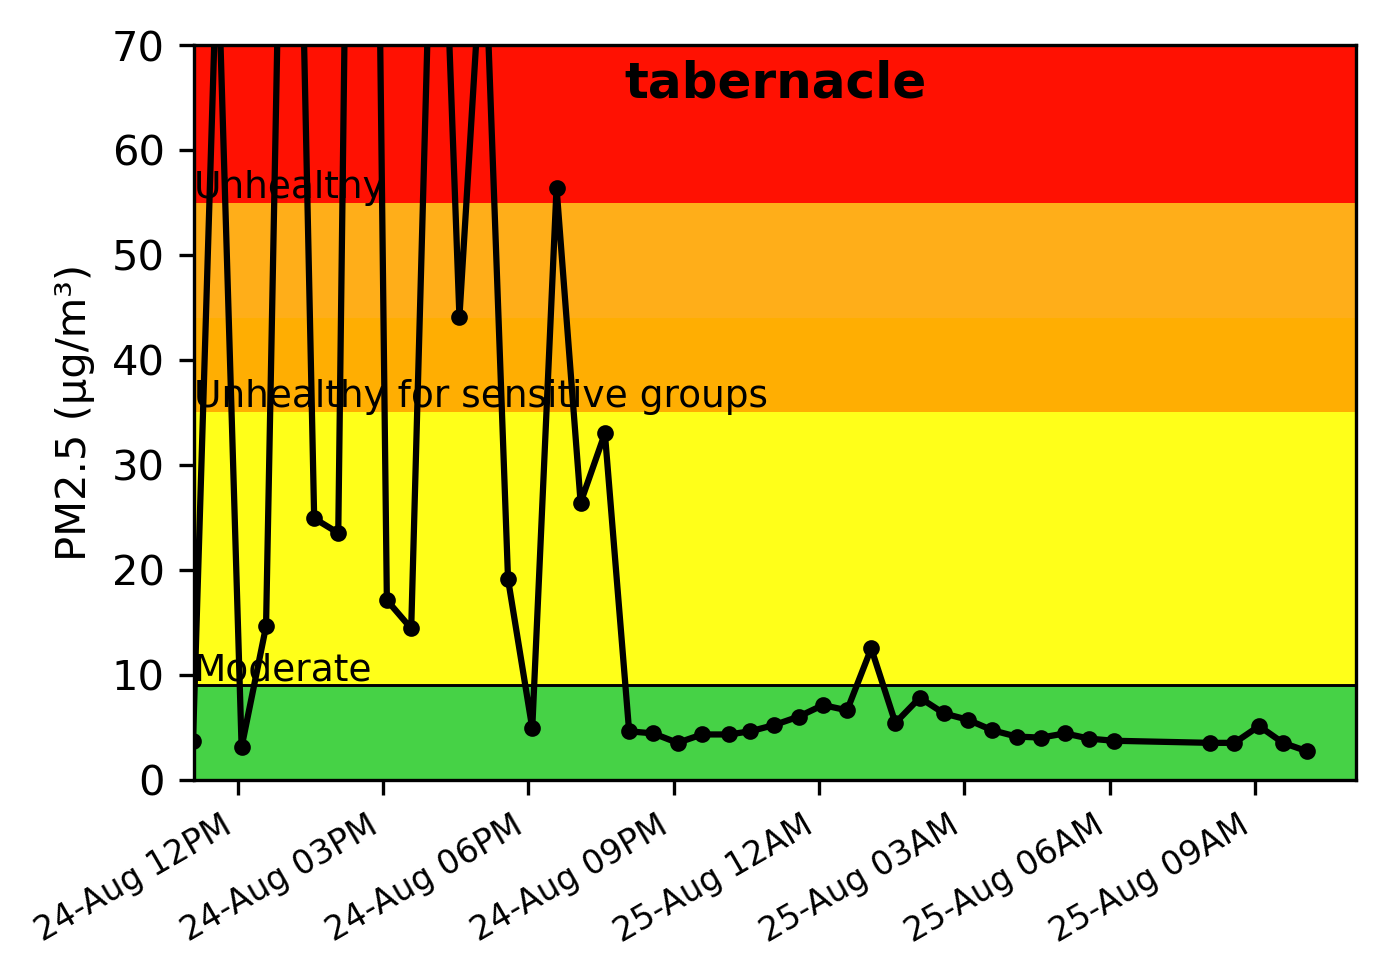 tabernacle
PM2.5 (µg/m³)
70
60
50
40
30
20
10
0
Unhealthy
Unhealthy for sensitive groups
Moderate
24-Aug 12PM
24-Aug 03PM
24-Aug 06PM
24-Aug 09PM
25-Aug 12AM
25-Aug 03AM
25-Aug 06AM
25-Aug 09AM